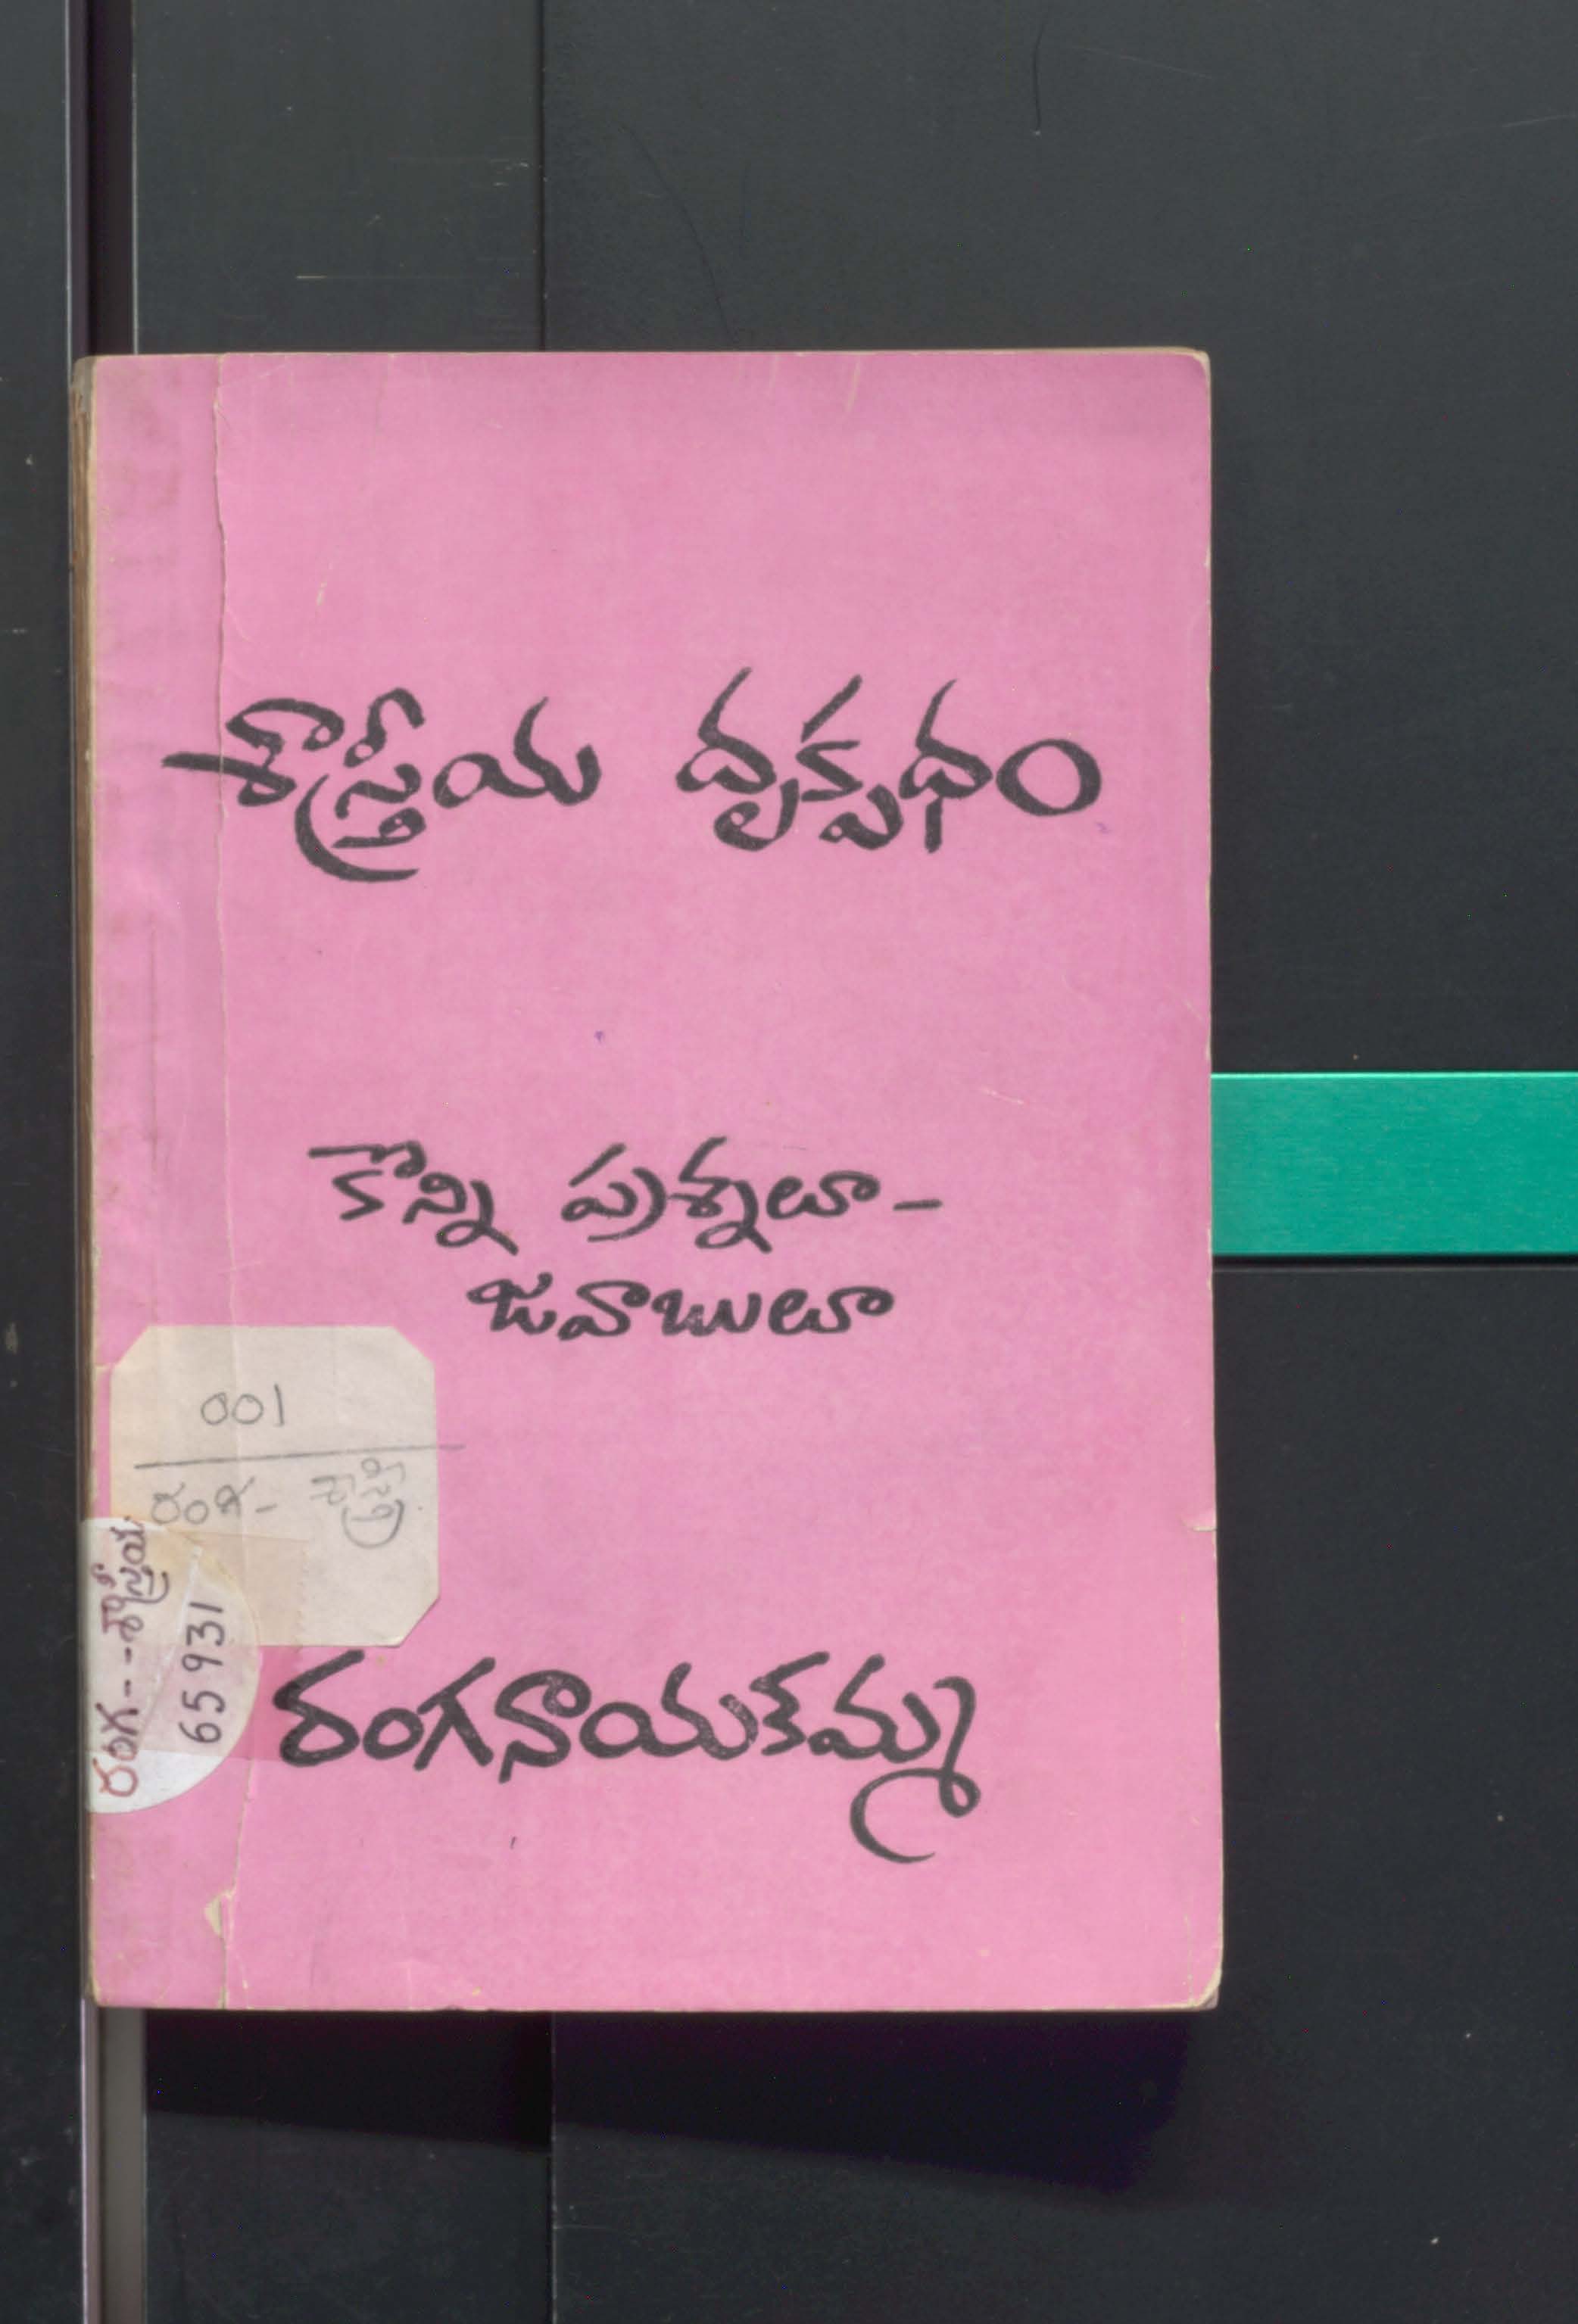 శాస్త్రీయ దృక్పథం
కొన్ని ప్రశ్నలూ -
జవాబులూ
001
రంగ-
శాస్త్రీ
రంగ--శాస్త్రీయ
65931
రంగనాయకమ్మ